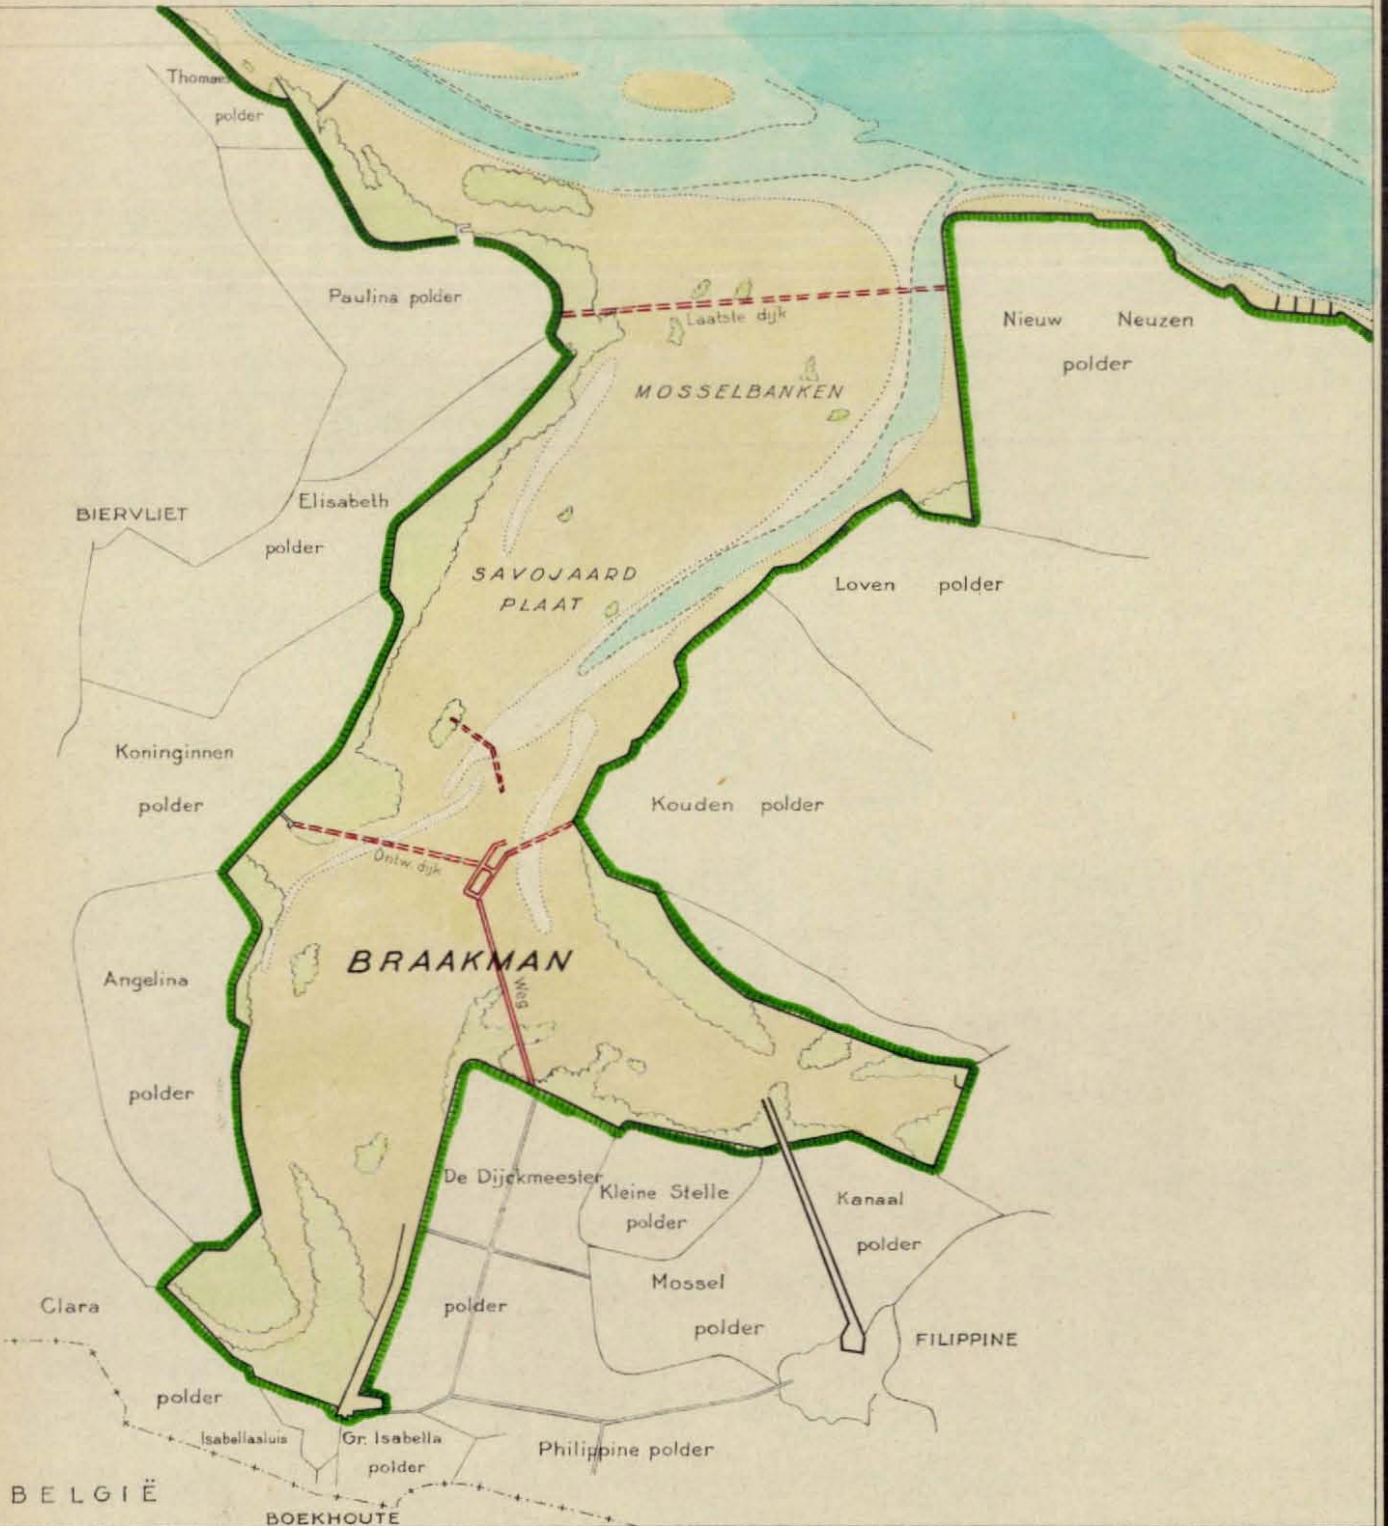 Thomaes
polder
Paulina polder
Laatste dijk
Nieuw Neuzen
polder
MOSSELBANKEN
BIERVLIET
Elisabeth
polder
SAVOJAARD
PLAAT
Loven polder
Koninginnen
polder
Kouden polder
Ontw. dijk
BRAAKMAN
Weg
Angelina
polder
De Dijckmeester
polder
Kleine Stelle
polder
Kanaal
polder
Mossel
polder
Clara
polder
FILIPPINE
Isabellasluis
Gr. Isabella
polder
Philippine polder
BELGIË
BOEKHOUTE